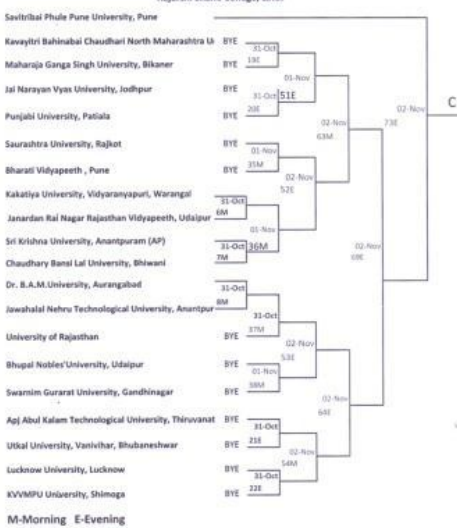 Savitribai Phule Pune University, Pune
Kavayitri Bahinabai Chaudhari North Maharashtra U BYE
31-Oct
19E
Maharaja Ganga Singh University, Bikaner BYE
01-Nov
Jai Narayan Vyas University, Jodhpur BYE
31-Oct 51E
20E
Punjabi University, Patiala BYE
02-Nov
73E
C
02-Nov
63M
Saurashtra University, Rajkot BYE
01-Nov
35M
Bharati Vidyapeeth , Pune BYE
02-Nov
52E
Kakatiya University, Vidyaranyapuri, Warangal
31-Oct
6M
Janardan Rai Nagar Rajasthan Vidyapeeth, Udaipur
01-Nov
Sri Krishna University, Anantpuram (AP)
31-Oct 36M
7M
Chaudhary Bansi Lal University, Bhiwani
02-Nov
69E
Dr. B.A.M.University, Aurangabad
31-Oct
8M
Jawahalal Nehru Technological University, Anantpur
31-Oct
37M
University of Rajasthan BYE
02-Nov
53E
Bhupal Nobles'University, Udaipur BYE
01-Nov
38M
Swarnim Gurarat University, Gandhinagar BYE
02-Nov
64E
Apj Abul Kalam Technological University, Thiruvanat BYE
31-Oct
21E
Utkal University, Vanivihar, Bhubaneshwar BYE
02-Nov
54M
Lucknow University, Lucknow BYE
31-Oct
22E
KVVMPU University, Shimoga BYE
M-Morning E-Evening